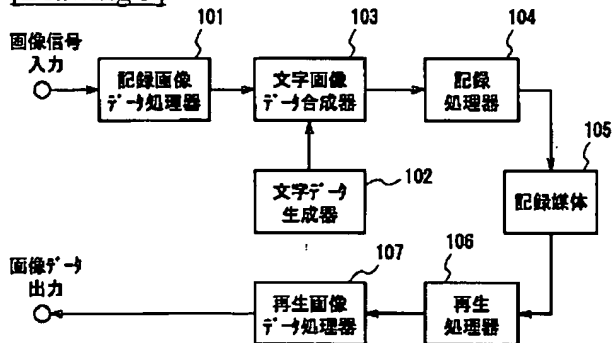 101
103
104
画像信号
入力
記録画像
データ処理器
文字画像
データ合成器
記録
処理器
105
102
文字データ
生成器
記録媒体
画像データ
出力
107
106
再生画像
データ処理器
再生
処理器